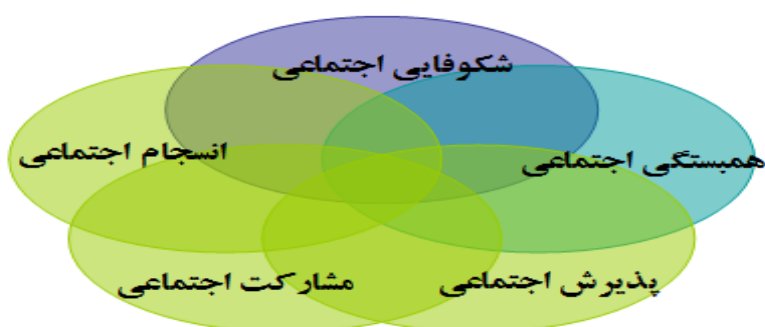 شکوفایی اجتماعی
همبستگی اجتماعی
انسجام اجتماعی
پذیرش اجتماعی
مشارکت اجتماعی